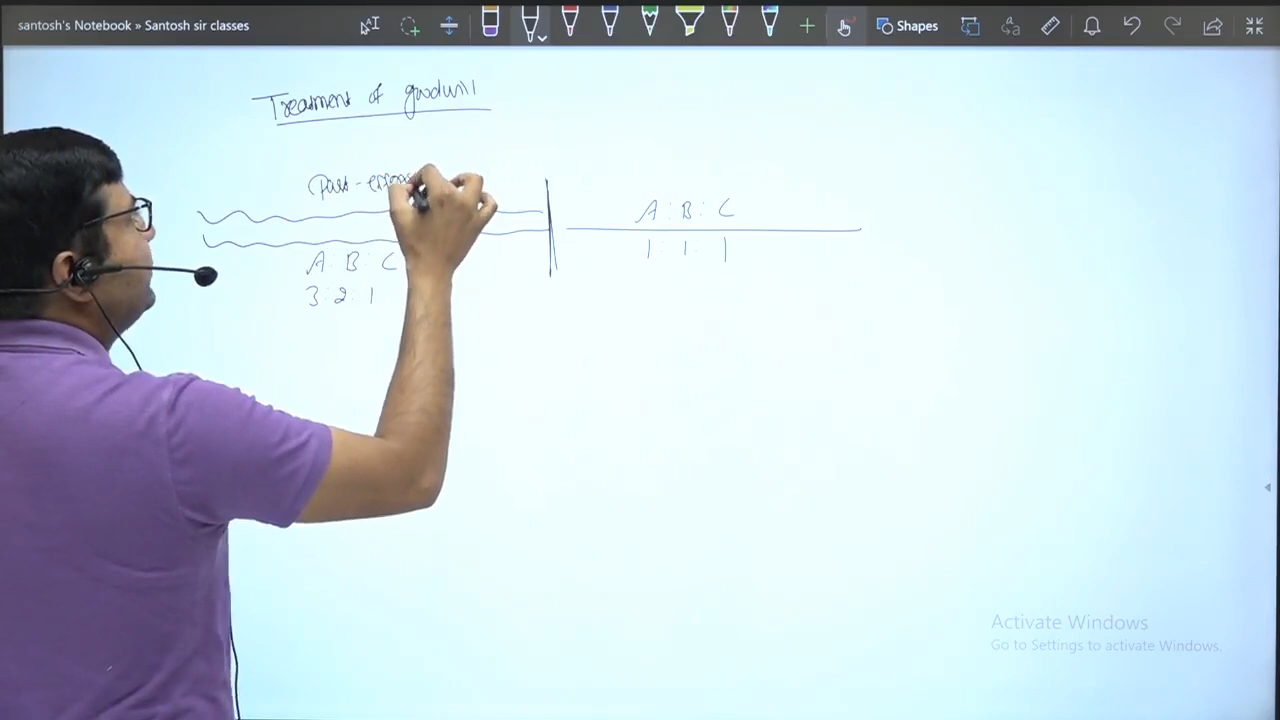 santosh's Notebook » Santosh sir classes
Shapes
Treatment of goodwill
Past-
A : B : C
3 : 2 : 1
A : B : C
1 : 1 : 1
Activate Windows
Go to Settings to activate Windows.